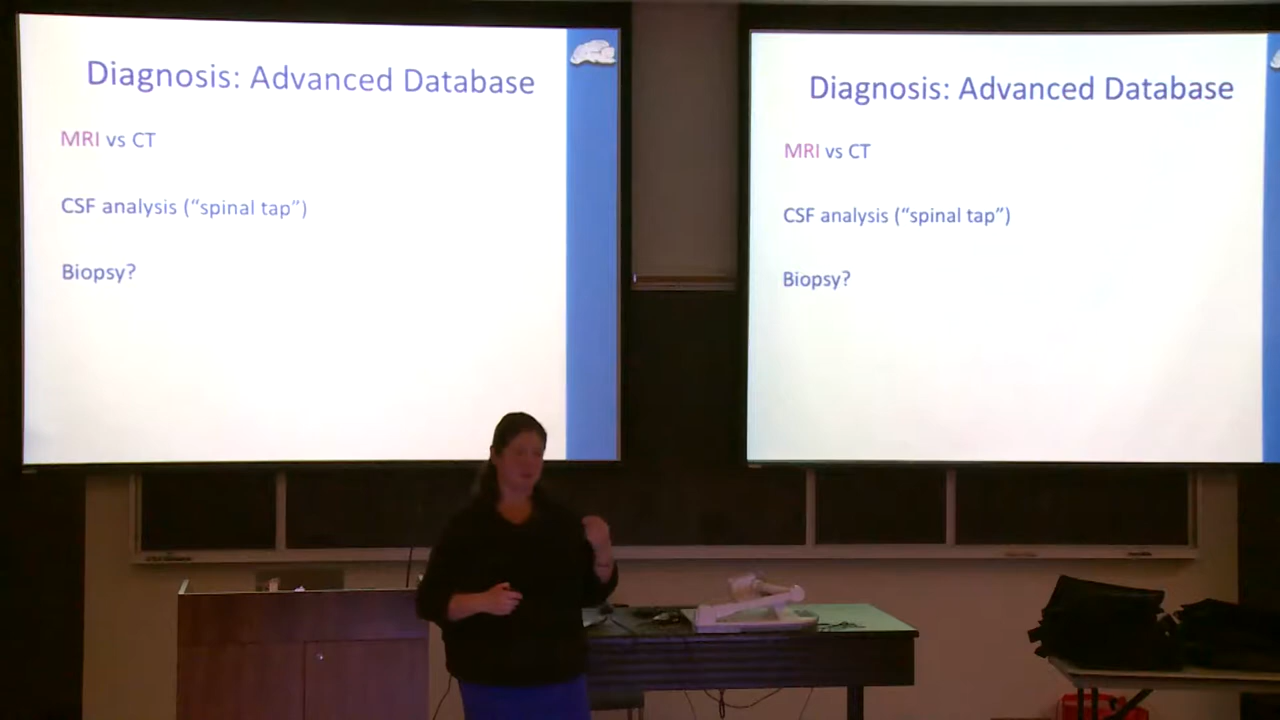 Diagnosis: Advanced Database
MRI vs CT
CSF analysis (“spinal tap”)
Biopsy?
Diagnosis: Advanced Database
MRI vs CT
CSF analysis (“spinal tap”)
Biopsy?